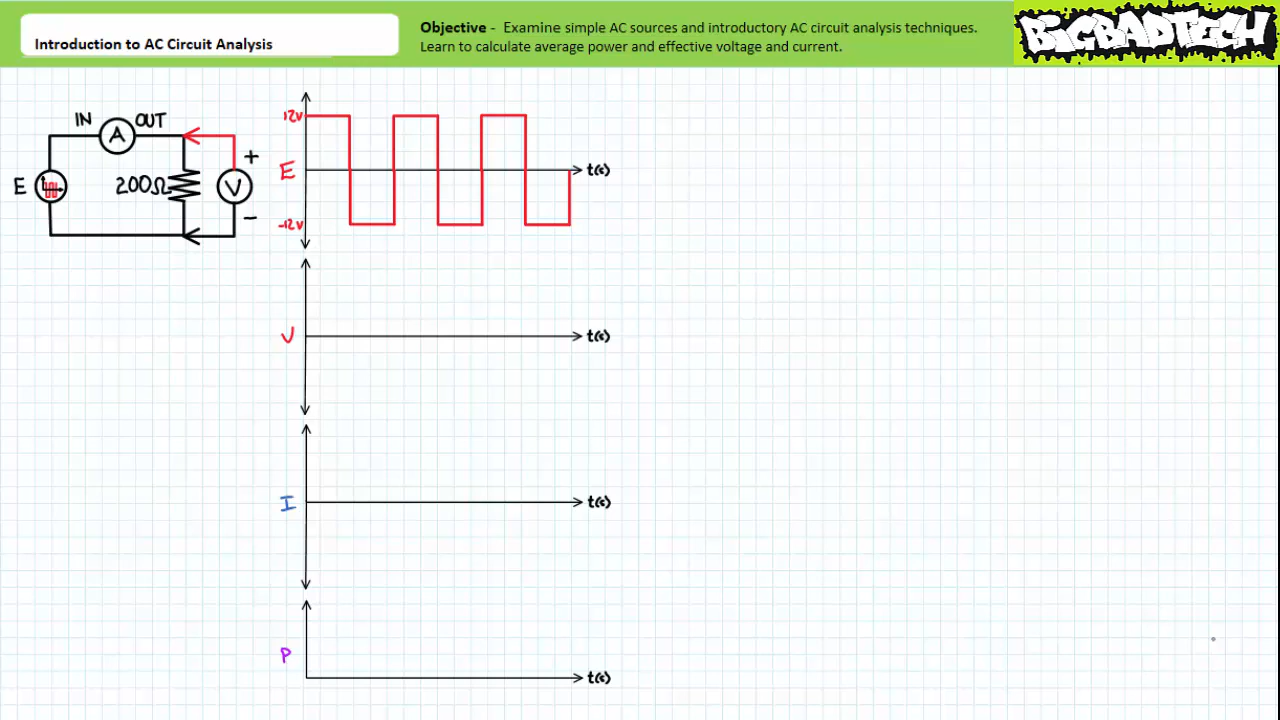 Introduction to AC Circuit Analysis
Objective - Examine simple AC sources and introductory AC circuit analysis techniques.
Learn to calculate average power and effective voltage and current.
BIGBADTECH
IN A OUT
E 200Ω V + -
12V
E t(s)
-12V
V t(s)
I t(s)
P t(s)